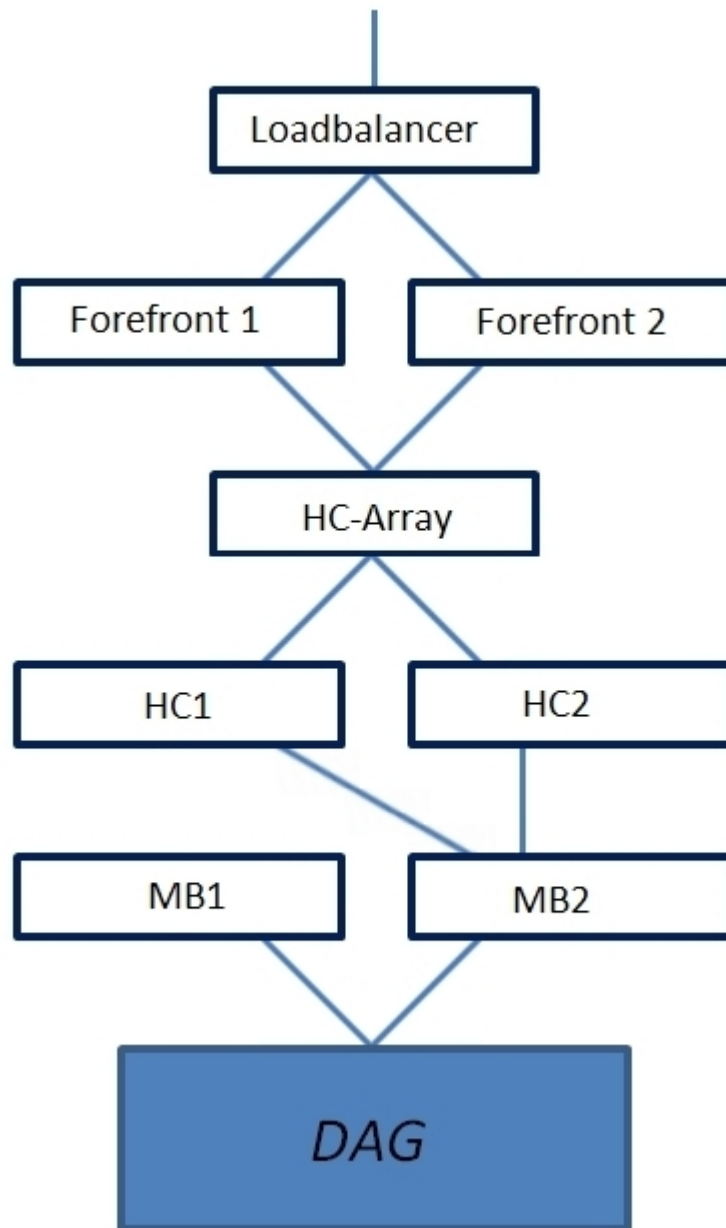 Loadbalancer
Forefront 1
Forefront 2
HC-Array
HC1
HC2
MB1
MB2
DAG